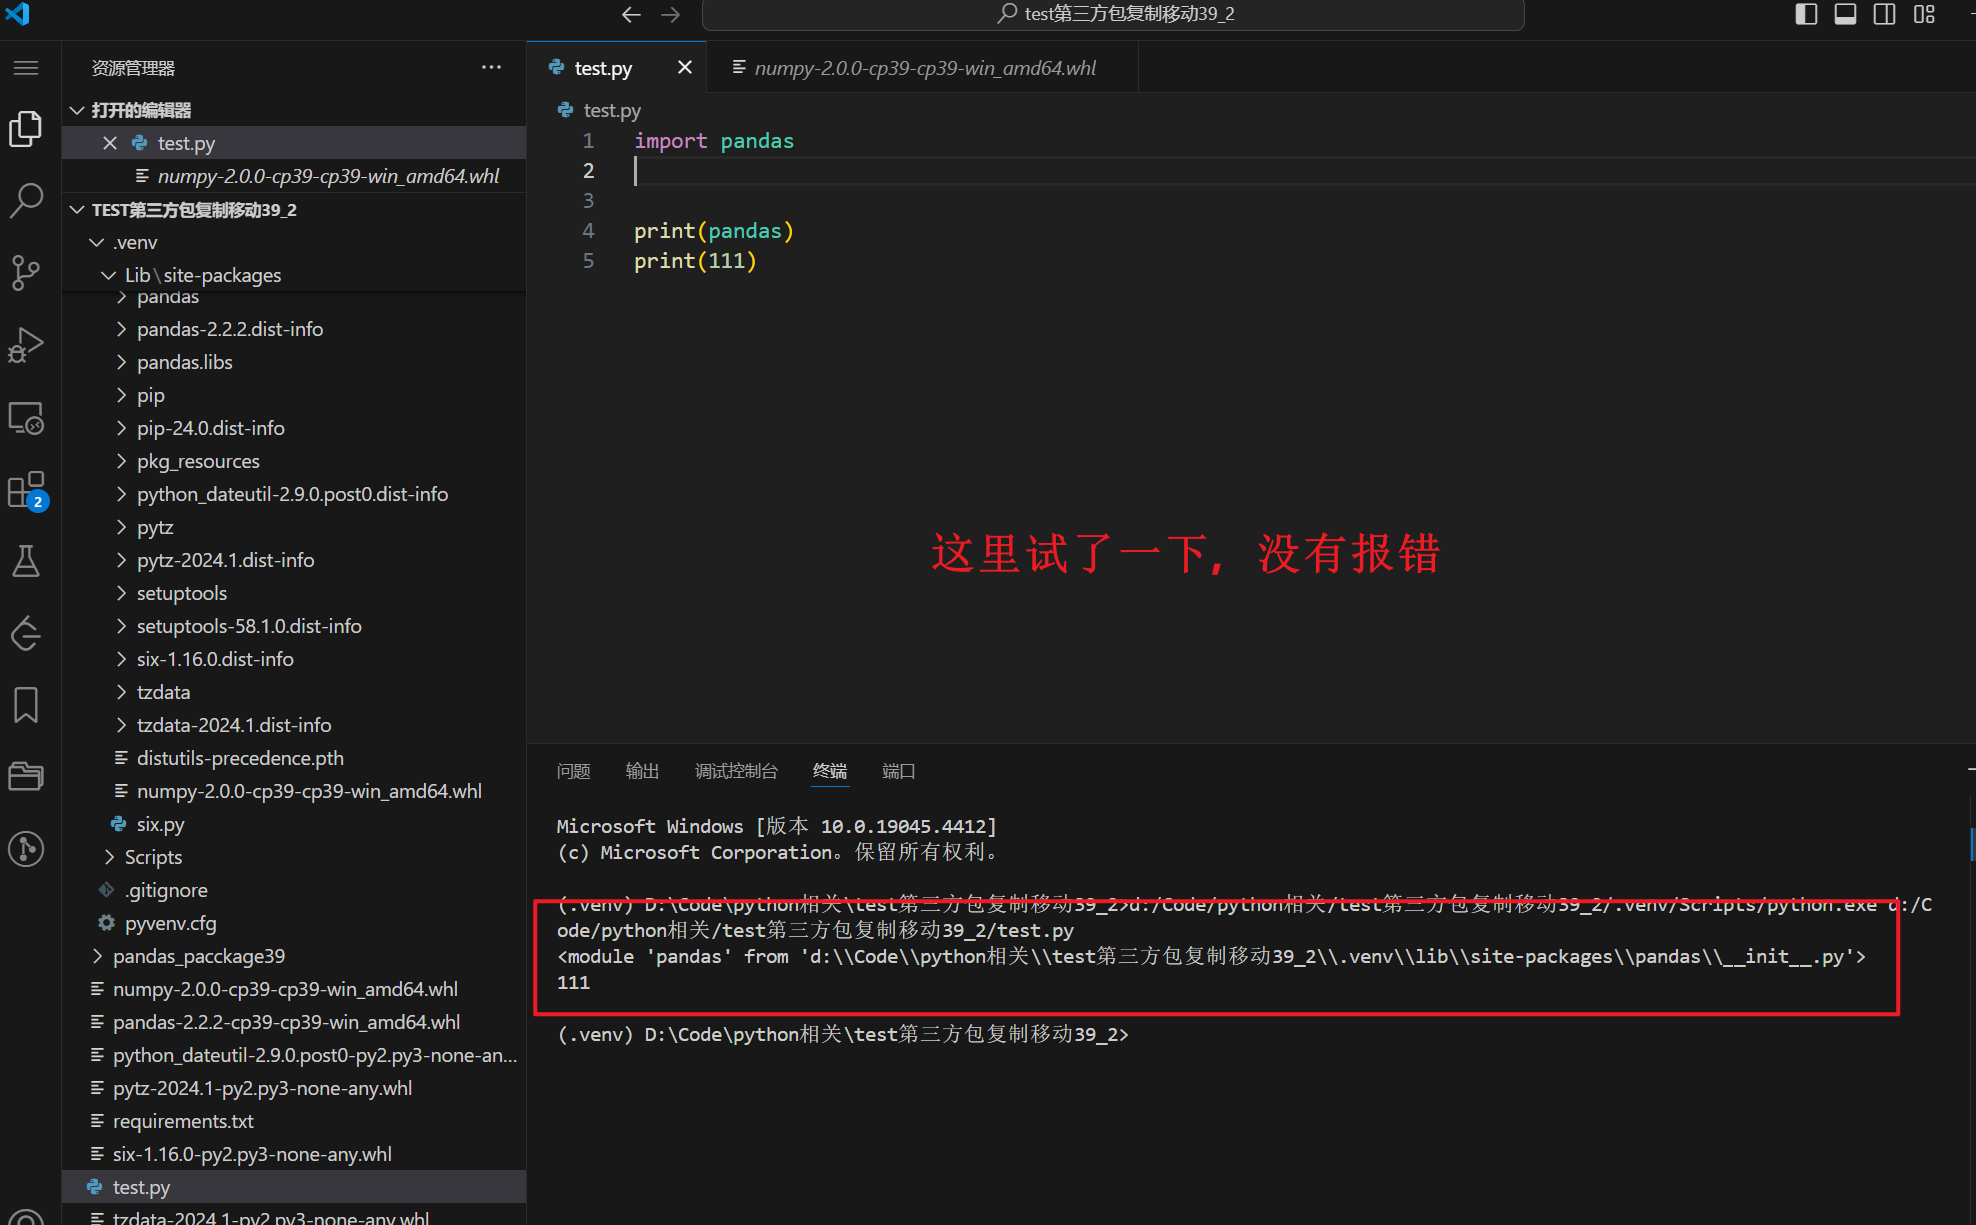 test第三方包复制移动39_2
资源管理器
打开的编辑器
test.py
numpy-2.0.0-cp39-cp39-win_amd64.whl
TEST第三方包复制移动39_2
.venv
Lib\site-packages
pandas
pandas-2.2.2.dist-info
pandas.libs
pip
pip-24.0.dist-info
pkg_resources
python_dateutil-2.9.0.post0.dist-info
pytz
pytz-2024.1.dist-info
setuptools
setuptools-58.1.0.dist-info
six-1.16.0.dist-info
tzdata
tzdata-2024.1.dist-info
distutils-precedence.pth
numpy-2.0.0-cp39-cp39-win_amd64.whl
six.py
Scripts
.gitignore
pyvenv.cfg
pandas_pacckage39
numpy-2.0.0-cp39-cp39-win_amd64.whl
pandas-2.2.2-cp39-cp39-win_amd64.whl
python_dateutil-2.9.0.post0-py2.py3-none-an...
pytz-2024.1-py2.py3-none-any.whl
requirements.txt
six-1.16.0-py2.py3-none-any.whl
test.py
tzdata-2024.1-py2.py3-none-any.whl
2
test.py
numpy-2.0.0-cp39-cp39-win_amd64.whl
test.py
1 import pandas
2
3
4 print(pandas)
5 print(111)
这里试了一下，没有报错
问题 输出 调试控制台 终端 端口
Microsoft Windows [版本 10.0.19045.4412]
(c) Microsoft Corporation。保留所有权利。
(.venv) D:\Code\python相关\test第三方包复制移动39_2>d:/Code/python相关/test第三方包复制移动39_2/.venv/Scripts/python.exe d:/C
ode/python相关/test第三方包复制移动39_2/test.py
<module 'pandas' from 'd:\\Code\\python相关\\test第三方包复制移动39_2\\.venv\\lib\\site-packages\\pandas\\__init__.py'>
111
(.venv) D:\Code\python相关\test第三方包复制移动39_2>